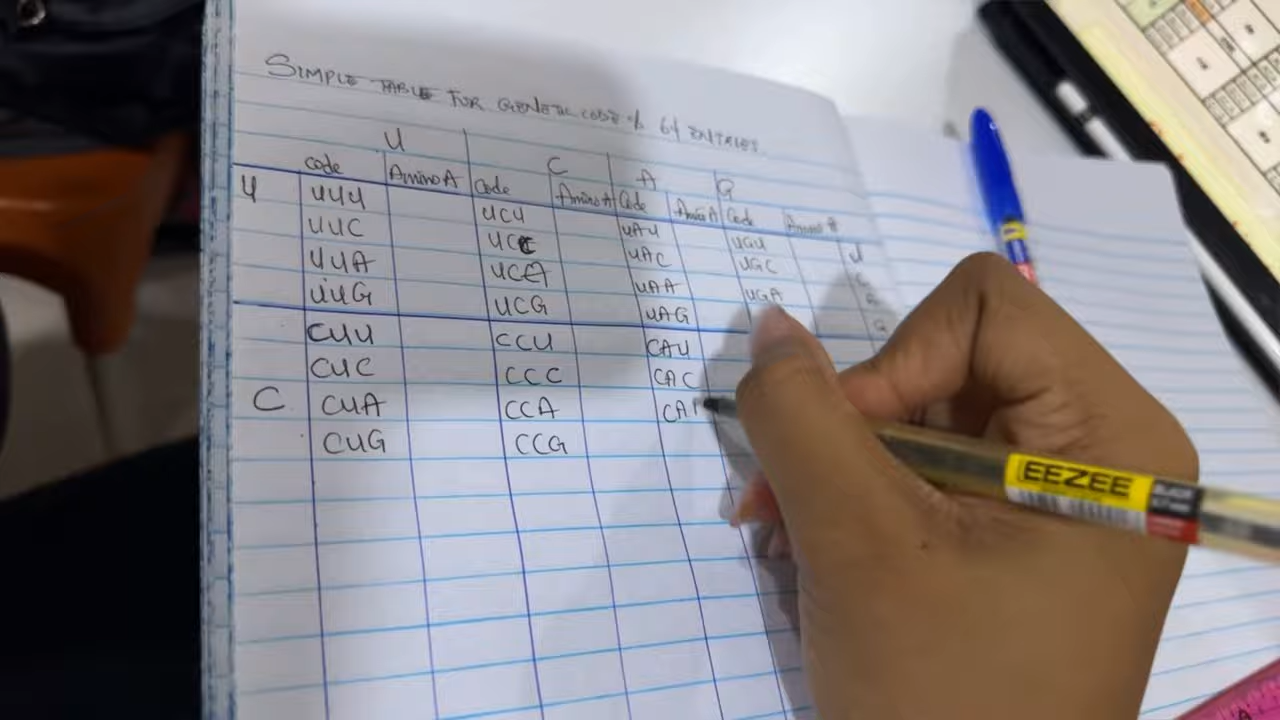 SIMPLE TABLE FOR GENETIC CODE 64 ENTRIES
U C A G
code Amino A Code Amino A Code Amino A Code Amino A
U UUU UCU UAU UGU U
UUC UCC UAC UGC C
UUA UCA UAA UGA A
UUG UCG UAG G
CUU CCU CAU
CUC CCC CAC
C CUA CCA CA
CUG CCG
EEZEE